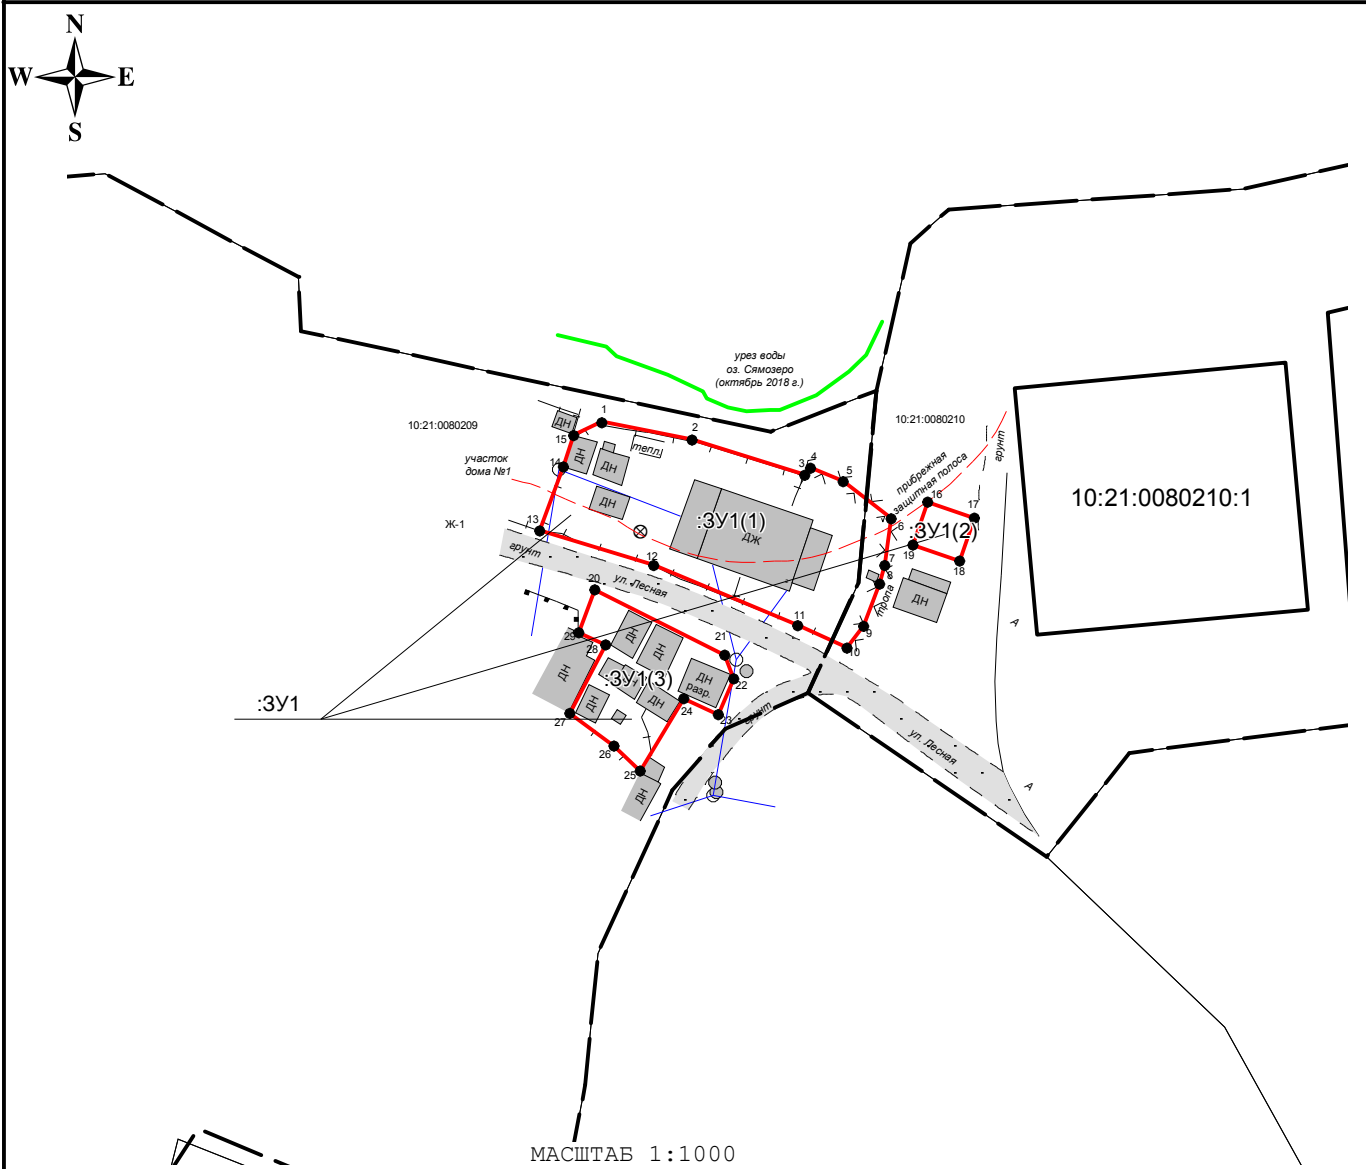 N
W E
S
урез воды
оз. Сямозеро
(октябрь 2018 г.)
10:21:0080209
10:21:0080210
участок
дома №1
Ж-1
прибрежная
защитная полоса
грунт
10:21:0080210:1
1
2
3
4
5
6
7
8
9
10
11
12
13
14
15
тепл.
ДН
ДН
ДН
ДН
ДЖ
:ЗУ1(1)
16
17
18
19
:ЗУ1(2)
ДН
тропа
грунт
ул. Лесная
20
21
22
23
24
25
26
27
28
29
ДН
ДН
ДН
ДН
ДН
ДН
ДН
разр.
ДН
:ЗУ1(3)
:ЗУ1
грунт
ул. Лесная
А
А
МАСШТАБ 1:1000